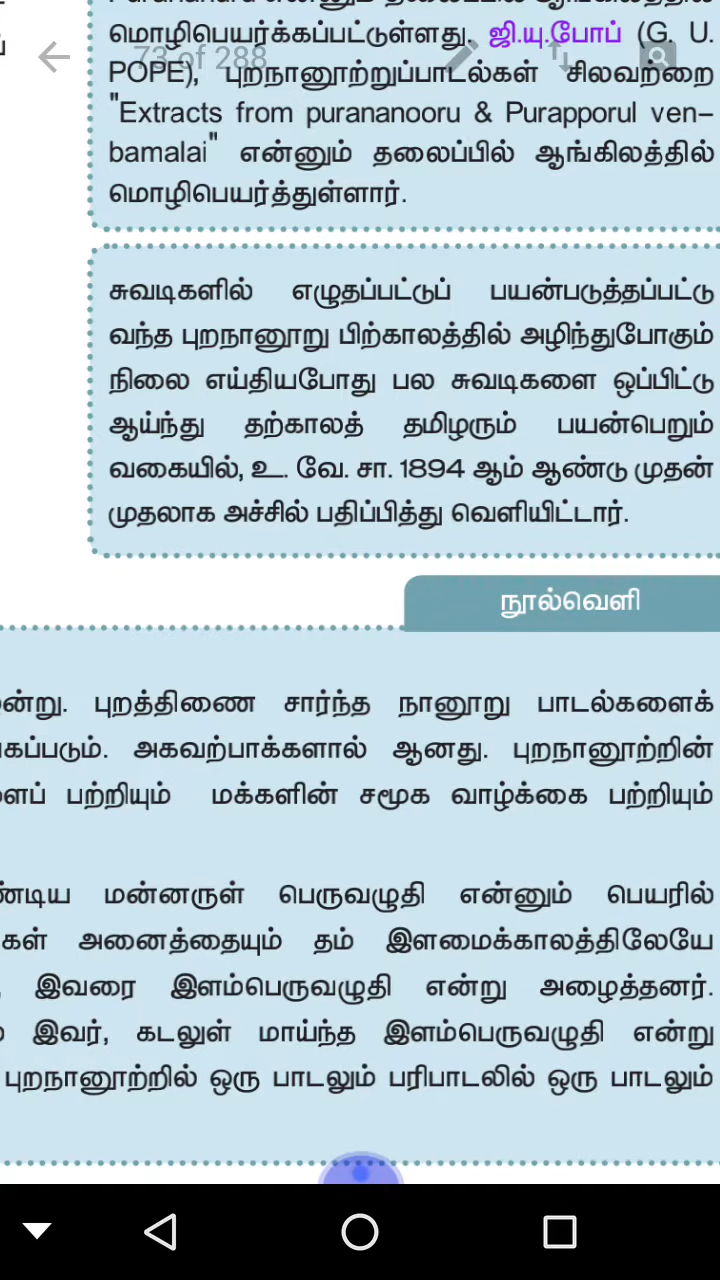 மொழிபெயர்க்கப்பட்டுள்ளது. ஜி.யு.போப் (G. U.
73 of 288
POPE), புறநானூற்றுப்பாடல்கள் சிலவற்றை
"Extracts from purananooru & Purapporul ven-
bamalai" என்னும் தலைப்பில் ஆங்கிலத்தில்
மொழிபெயர்த்துள்ளார்.
சுவடிகளில் எழுதப்பட்டுப் பயன்படுத்தப்பட்டு
வந்த புறநானூறு பிற்காலத்தில் அழிந்துபோகும்
நிலை எய்தியபோது பல சுவடிகளை ஒப்பிட்டு
ஆய்ந்து தற்காலத் தமிழரும் பயன்பெறும்
வகையில், உ. வே. சா. 1894 ஆம் ஆண்டு முதன்
முதலாக அச்சில் பதிப்பித்து வெளியிட்டார்.
நூல்வெளி
புறத்திணை சார்ந்த நானூறு பாடல்களைக்
அகவற்பாக்களால் ஆனது. புறநானூற்றின்
பற்றியும் மக்களின் சமூக வாழ்க்கை பற்றியும்
மன்னருள் பெருவழுதி என்னும் பெயரில்
அனைத்தையும் தம் இளமைக்காலத்திலேயே
இவரை இளம்பெருவழுதி என்று அழைத்தனர்.
இவர், கடலுள் மாய்ந்த இளம்பெருவழுதி என்று
புறநானூற்றில் ஒரு பாடலும் பரிபாடலில் ஒரு பாடலும்